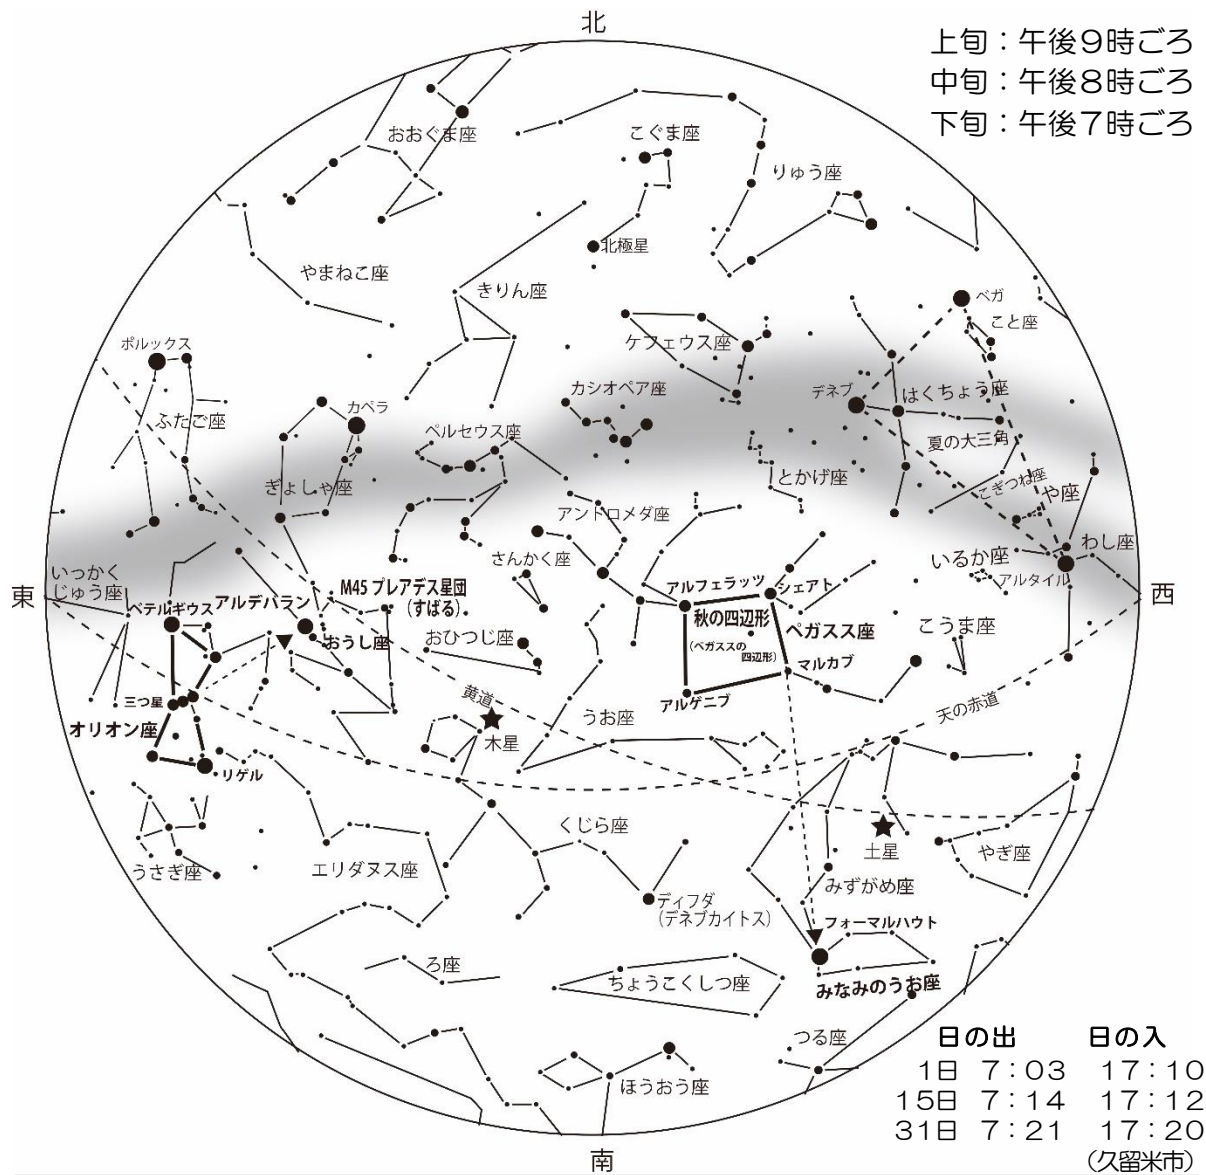 北
上旬：午後９時ごろ
中旬：午後８時ごろ
下旬：午後７時ごろ
おおぐま座
こぐま座
りゅう座
北極星
やまねこ座
きりん座
ベガ
こと座
ポルックス
ケフェウス座
カシオペア座
デネブ
はくちょう座
ふたご座
カペラ
ペルセウス座
夏の大三角
とかげ座
こぎつね座
や座
ぎょしゃ座
アンドロメダ座
さんかく座
いるか座
わし座
アルタイル
東
いっかく
じゅう座
M45 プレアデス星団
（すばる）
アルフェラッツ
シェアト
西
ベテルギウス
アルデバラン
おうし座
おひつじ座
秋の四辺形
（ペガススの
四辺形）
ペガスス座
こうま座
マルカブ
三つ星
オリオン座
黄道
木星
うお座
アルゲニブ
天の赤道
リゲル
くじら座
土星
やぎ座
うさぎ座
エリダヌス座
みずがめ座
ディフダ
（デネブカイトス）
フォーマルハウト
ろ座
ちょうこくしつ座
みなみのうお座
つる座
ほうおう座
日の出　日の入
1日 7：03 17：10
15日 7：14 17：12
31日 7：21 17：20
（久留米市）
南